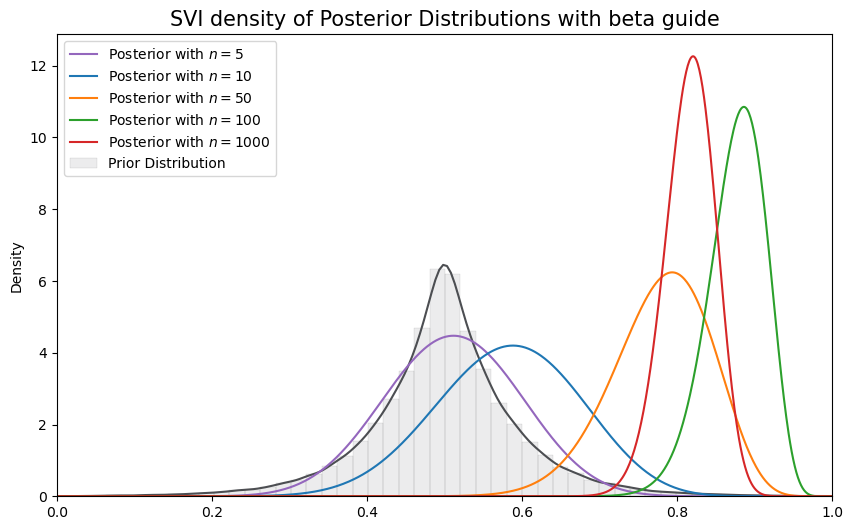 SVI density of Posterior Distributions with beta guide
Posterior with n = 5
Posterior with n = 10
Posterior with n = 50
Posterior with n = 100
Posterior with n = 1000
Prior Distribution
Density
12
10
8
6
4
2
0
0.0 0.2 0.4 0.6 0.8 1.0